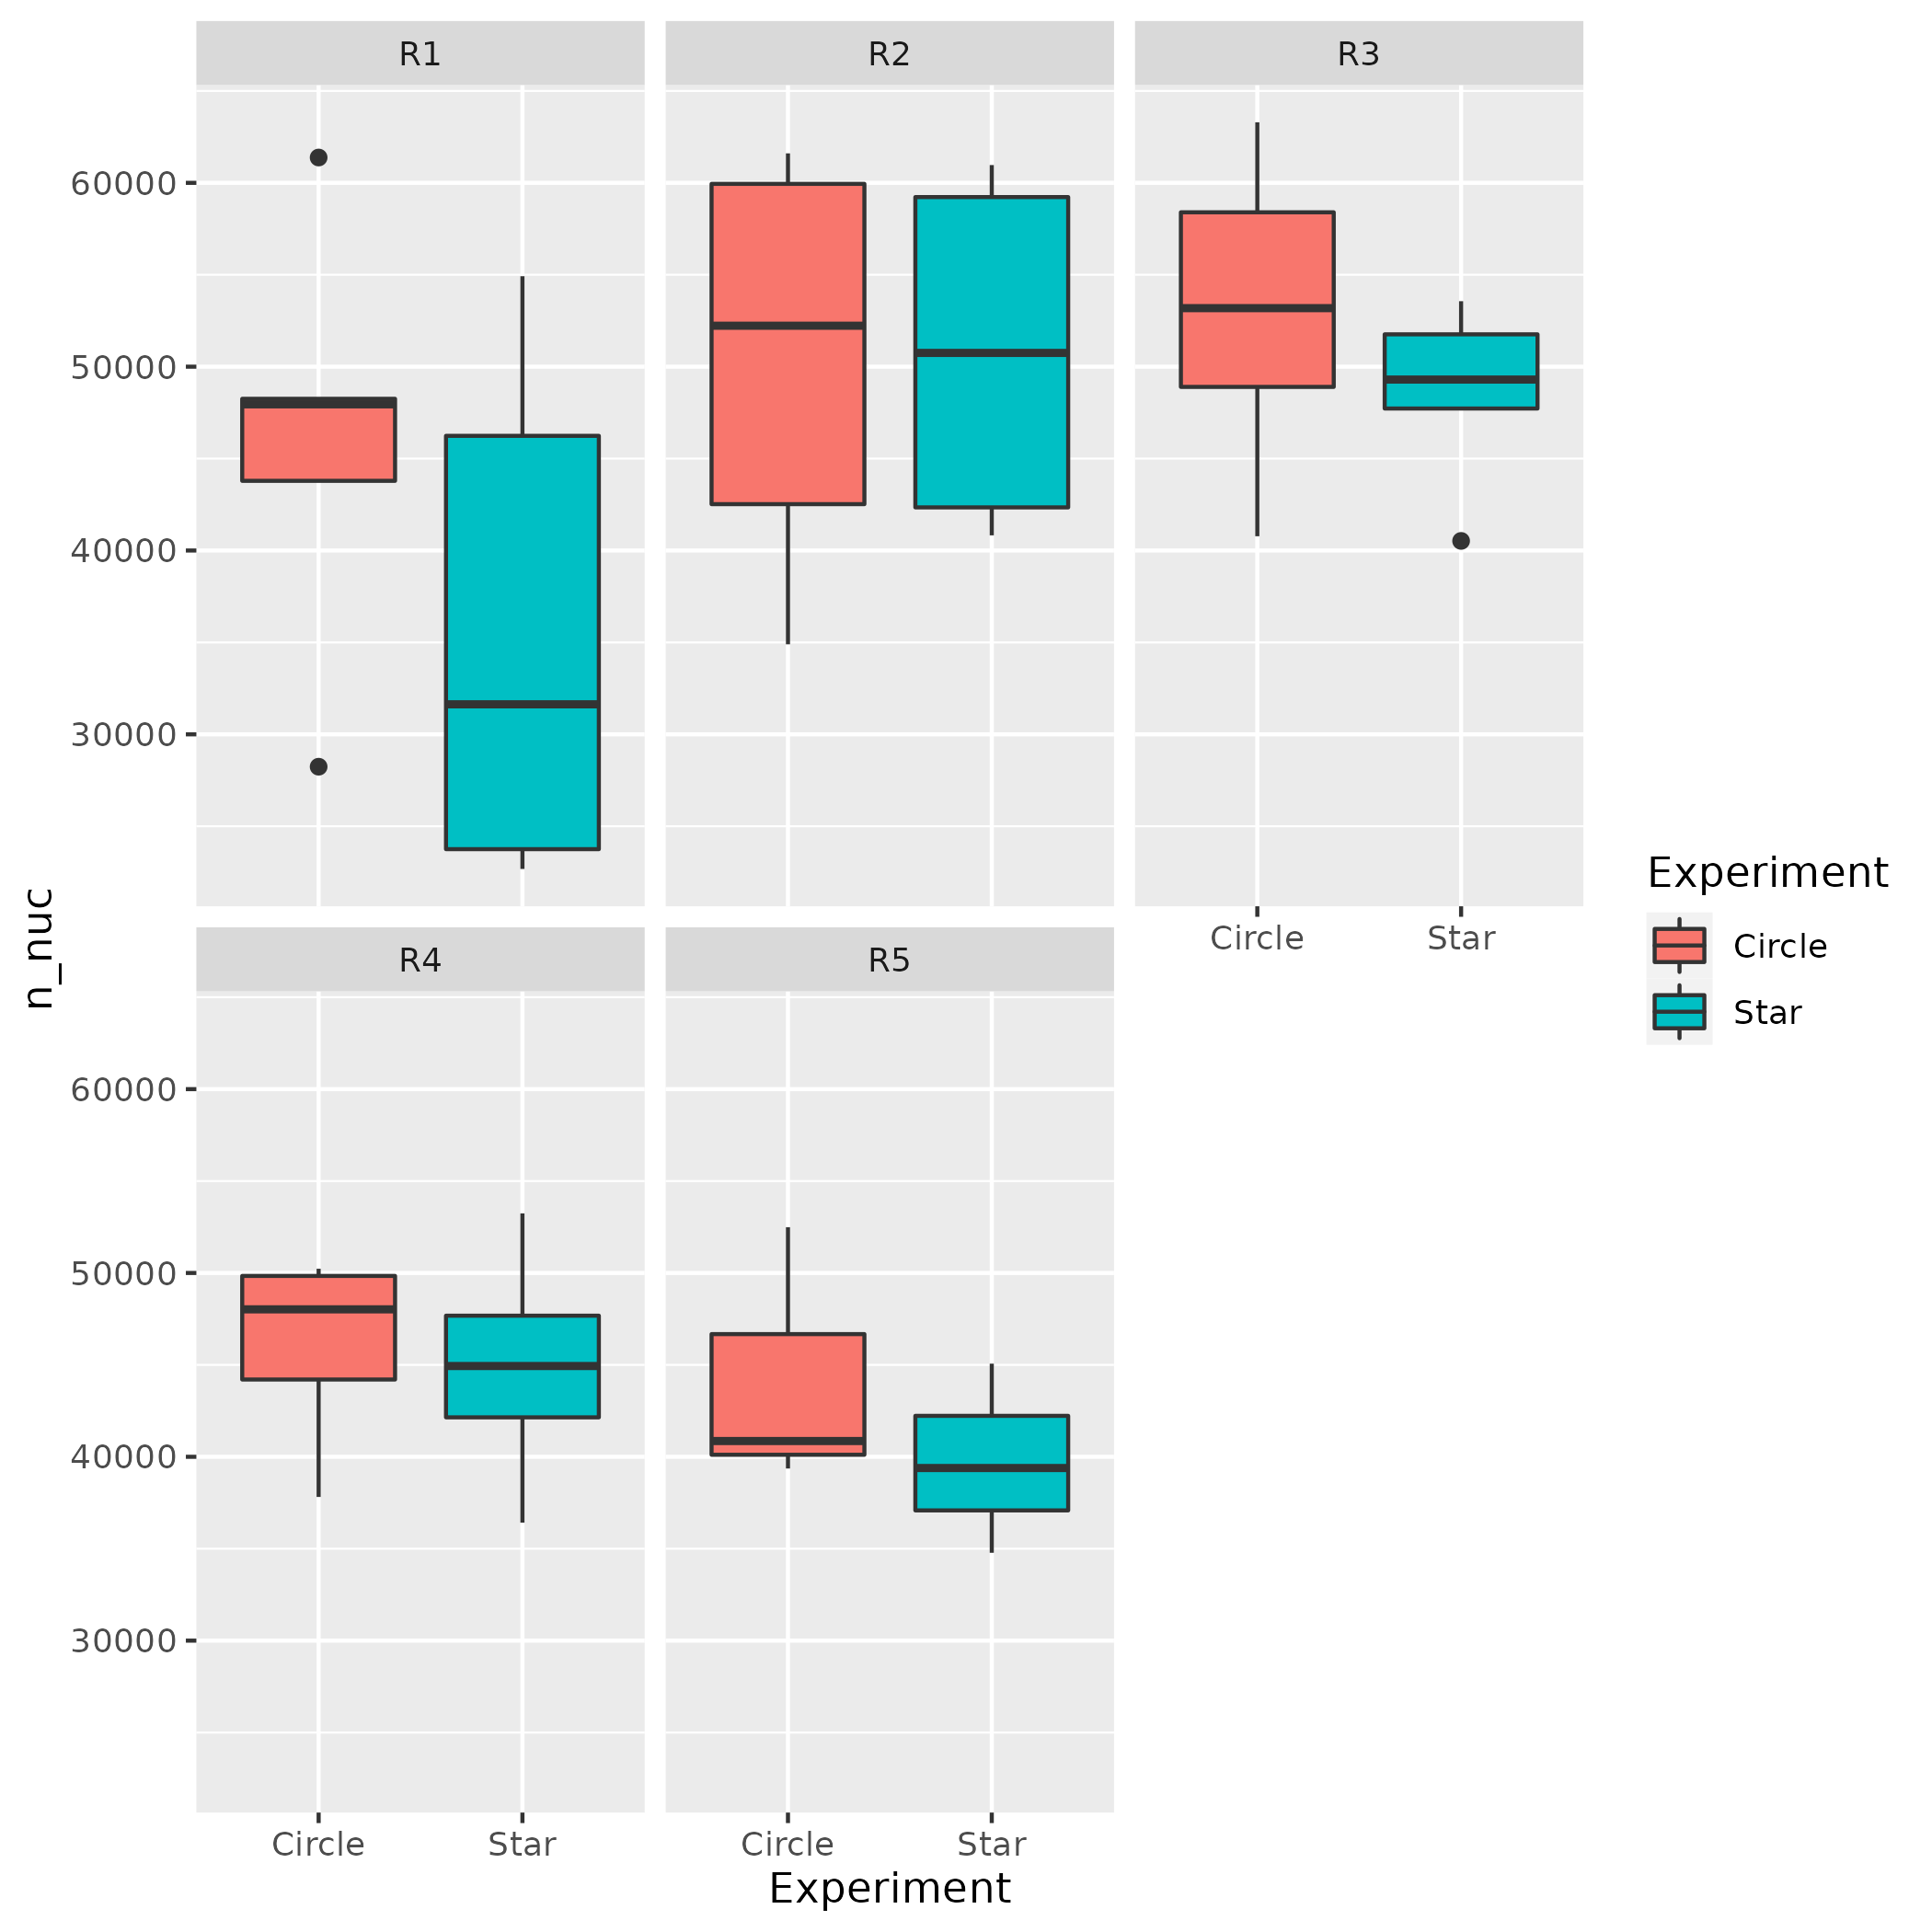 R1 R2 R3
60000
50000
40000
30000
Circle Star
n_nuc
R4 R5
60000
50000
40000
30000
Circle Star Circle Star
Experiment
Experiment
Circle
Star